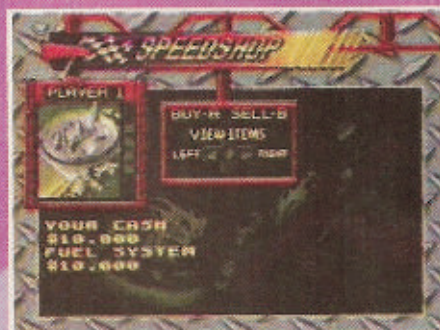 SPEEDSHOP
PLAYER 1
BUY-A SELL-B
VIEW ITEMS
LEFT RIGHT
YOUR CASH
$10,000
FUEL SYSTEM
$10,000